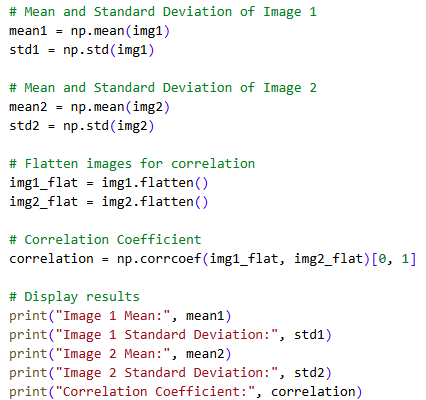 # Mean and Standard Deviation of Image 1
mean1 = np.mean(img1)
std1 = np.std(img1)
# Mean and Standard Deviation of Image 2
mean2 = np.mean(img2)
std2 = np.std(img2)
# Flatten images for correlation
img1_flat = img1.flatten()
img2_flat = img2.flatten()
# Correlation Coefficient
correlation = np.corrcoef(img1_flat, img2_flat)[0, 1]
# Display results
print("Image 1 Mean:", mean1)
print("Image 1 Standard Deviation:", std1)
print("Image 2 Mean:", mean2)
print("Image 2 Standard Deviation:", std2)
print("Correlation Coefficient:", correlation)